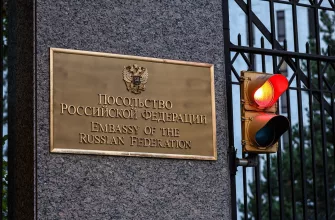 ПОСОЛЬСТВО
РОССИЙСКОЙ ФЕДЕРАЦИИ
EMBASSY OF THE
RUSSIAN FEDERATION